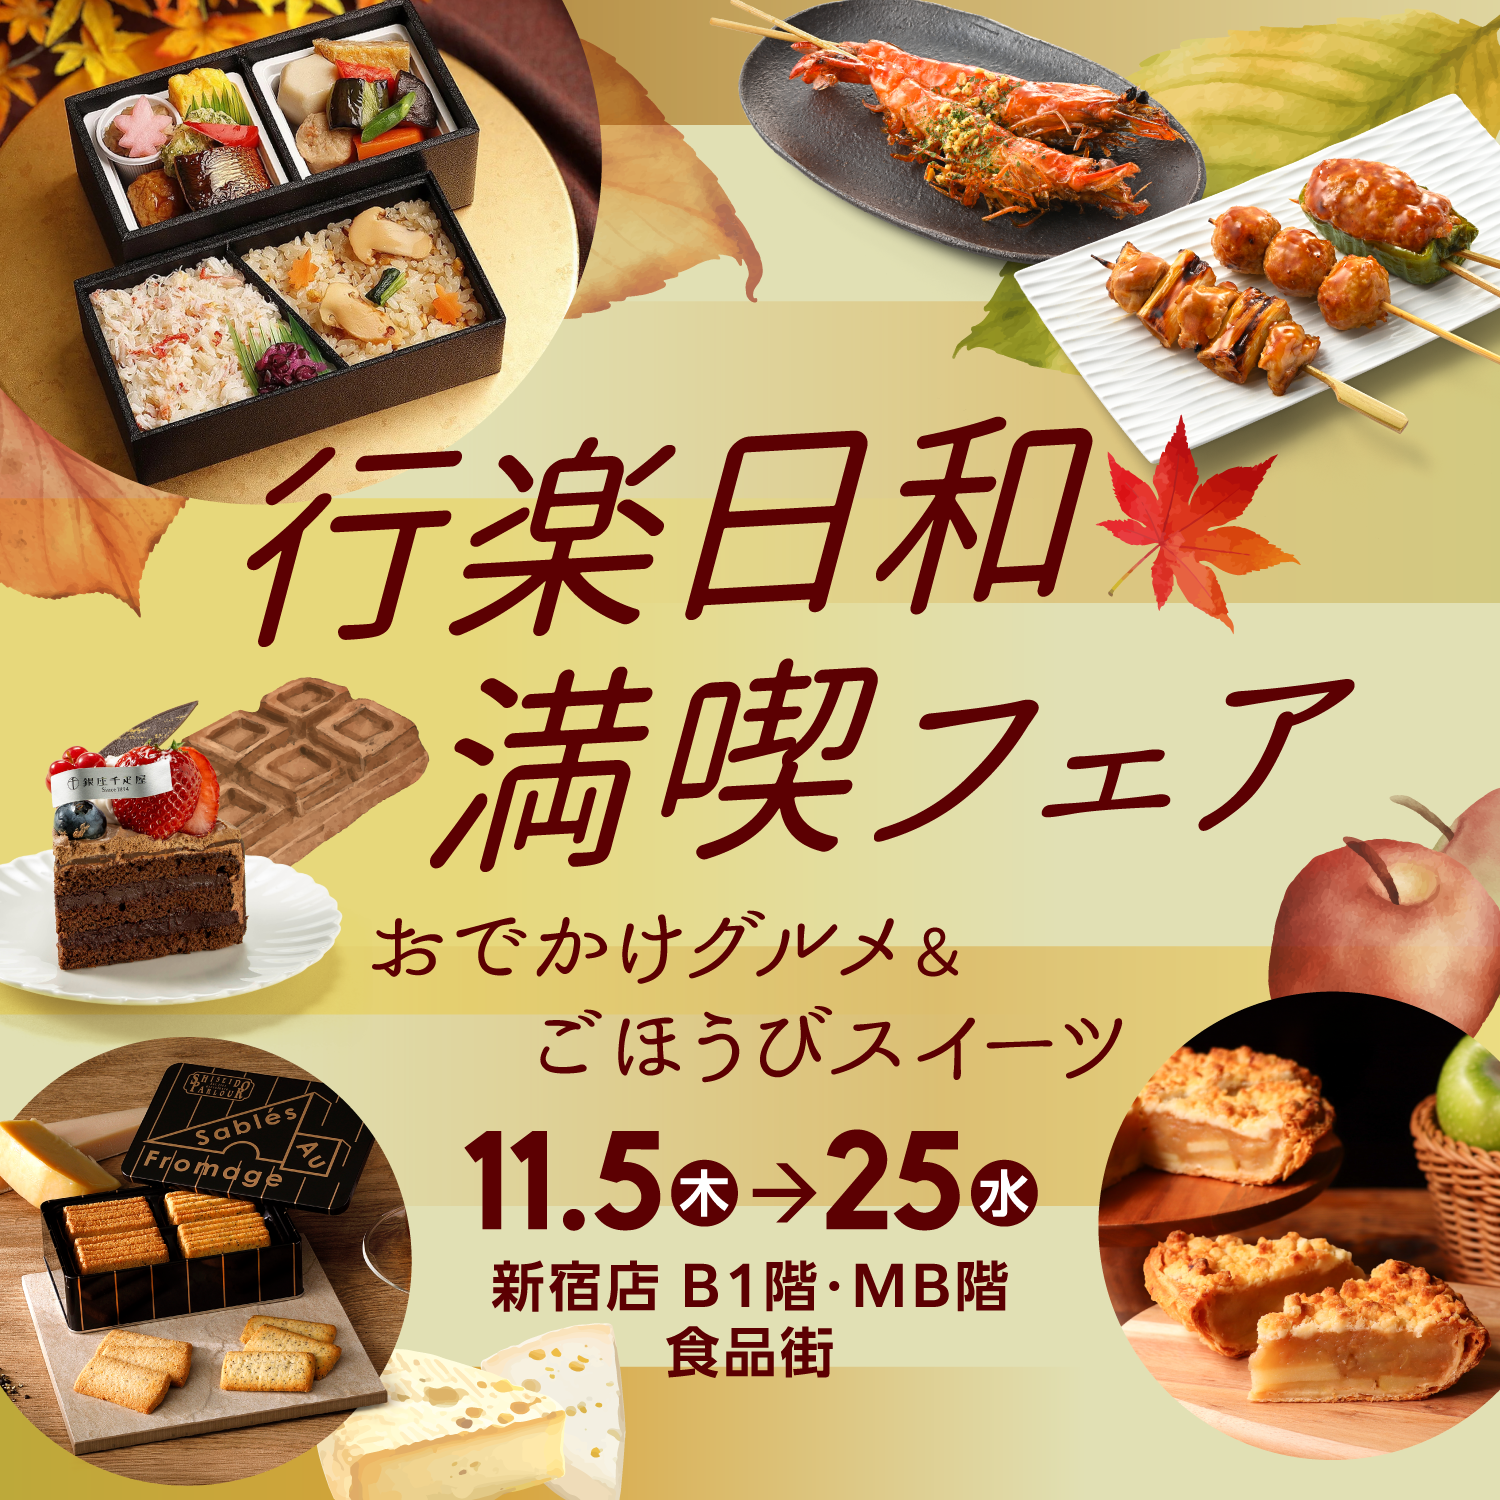 行楽日和
満喫フェア
銀座千疋屋
Since 1894
おでかけグルメ&
ごほうびスイーツ
SHISEIDO
PARLOUR
Sablés
Au
Fromage
11.5木→25水
新宿店 B1階・MB階
食品街